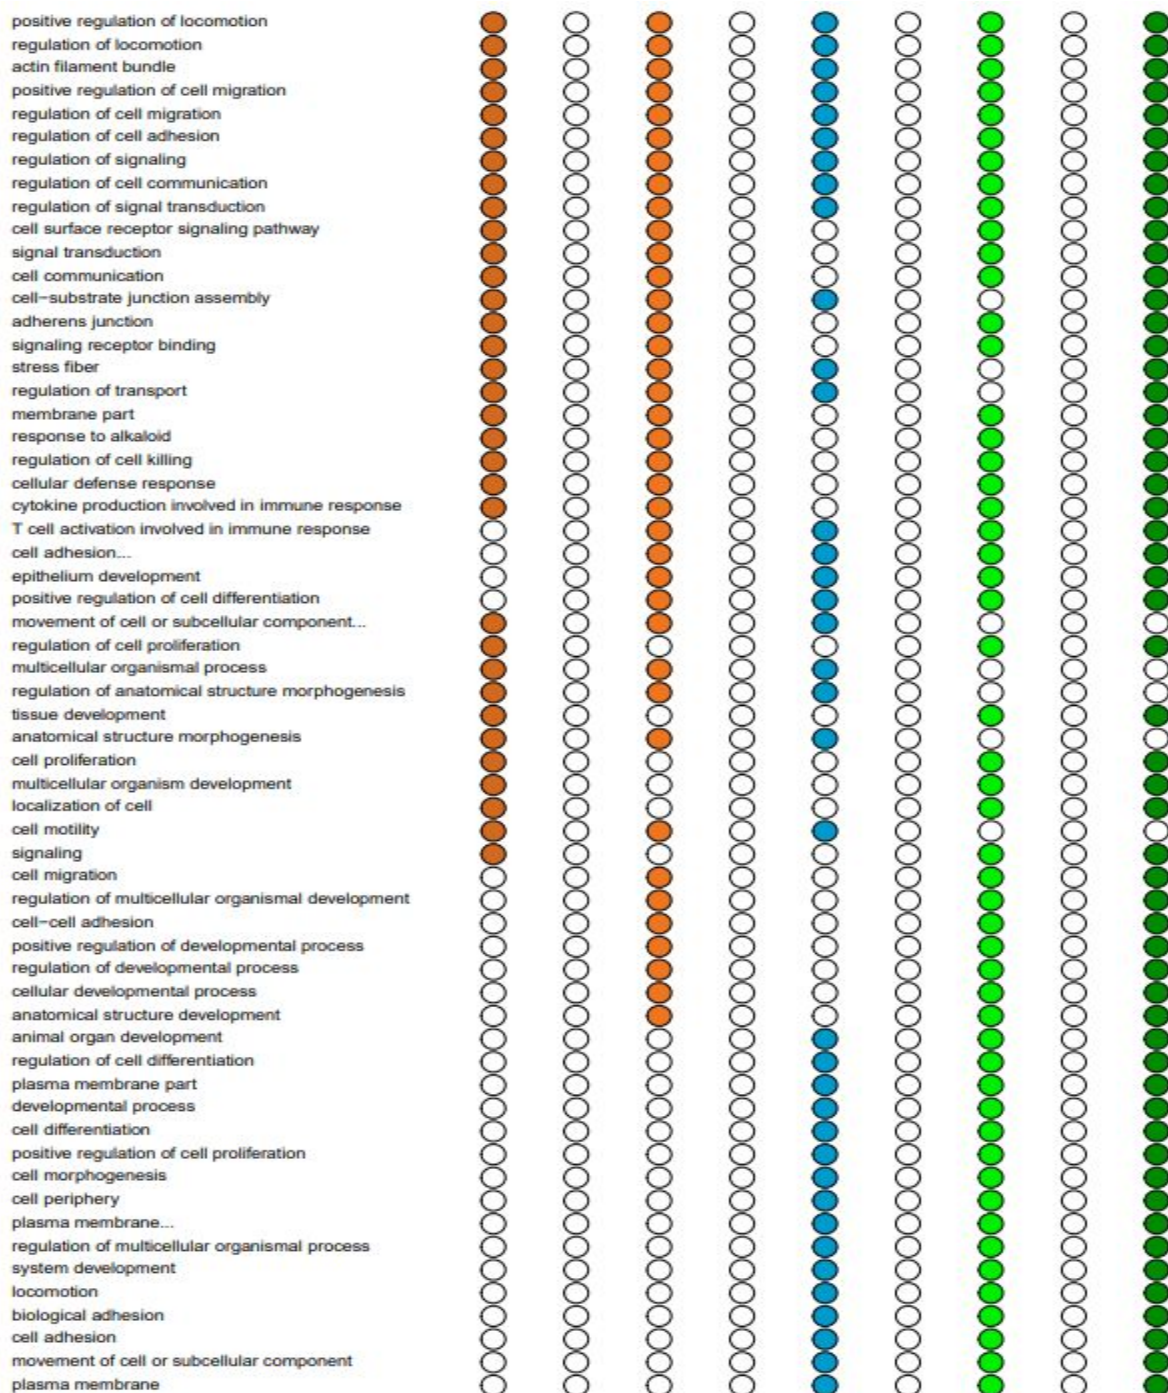 positive regulation of locomotion
regulation of locomotion
actin filament bundle
positive regulation of cell migration
regulation of cell migration
regulation of cell adhesion
regulation of signaling
regulation of cell communication
regulation of signal transduction
cell surface receptor signaling pathway
signal transduction
cell communication
cell−substrate junction assembly
adherens junction
signaling receptor binding
stress fiber
regulation of transport
membrane part
response to alkaloid
regulation of cell killing
cellular defense response
cytokine production involved in immune response
T cell activation involved in immune response
cell adhesion...
epithelium development
positive regulation of cell differentiation
movement of cell or subcellular component...
regulation of cell proliferation
multicellular organismal process
regulation of anatomical structure morphogenesis
tissue development
anatomical structure morphogenesis
cell proliferation
multicellular organism development
localization of cell
cell motility
signaling
cell migration
regulation of multicellular organismal development
cell−cell adhesion
positive regulation of developmental process
regulation of developmental process
cellular developmental process
anatomical structure development
animal organ development
regulation of cell differentiation
plasma membrane part
developmental process
cell differentiation
positive regulation of cell proliferation
cell morphogenesis
cell periphery
plasma membrane...
regulation of multicellular organismal process
system development
locomotion
biological adhesion
cell adhesion
movement of cell or subcellular component
plasma membrane